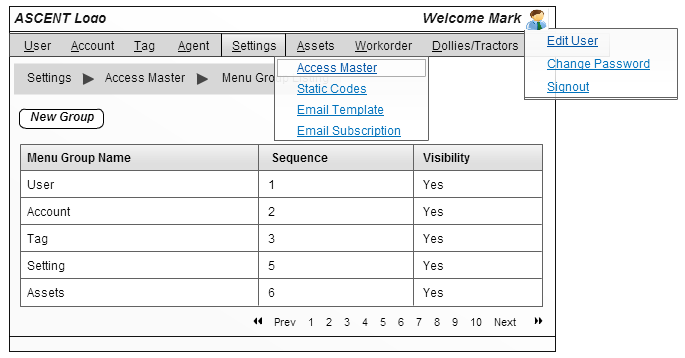 ASCENT Logo
Welcome Mark
User Account Tag Agent Settings Assets Workorder Dollies/Tractors
Edit User
Change Password
Signout
Access Master
Static Codes
Email Template
Email Subscription
Settings Access Master Menu Gro
New Group
Menu Group Name Sequence Visibility
User 1 Yes
Account 2 Yes
Tag 3 Yes
Setting 5 Yes
Assets 6 Yes
Prev 1 2 3 4 5 6 7 8 9 10 Next